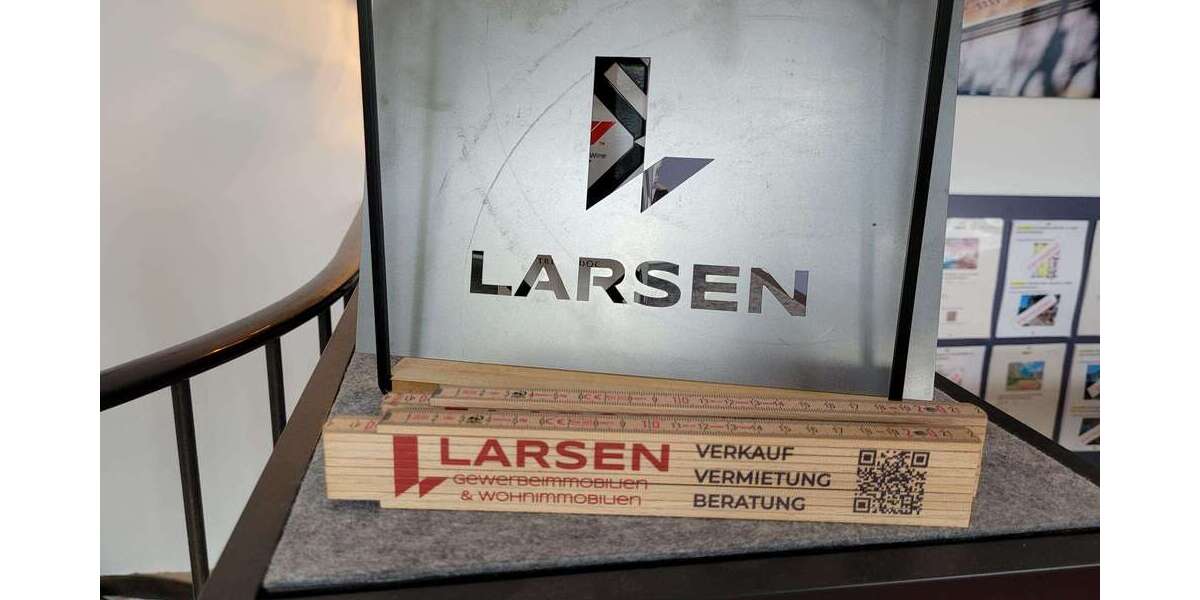 LARSEN
LARSEN
GEWERBEIMMOBILIEN
& WOHNIMMOBILIEN
VERKAUF
VERMIETUNG
BERATUNG